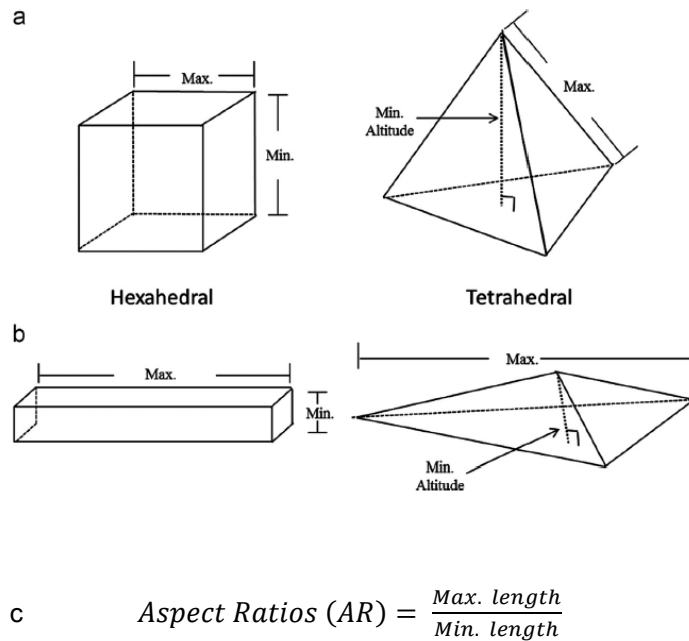 a
Max.
Min.
Hexahedral
Min.
Altitude
Max.
Tetrahedral
b
Max.
Min.
Max.
Min.
Altitude
c Aspect Ratios (AR) = Max. length / Min. length